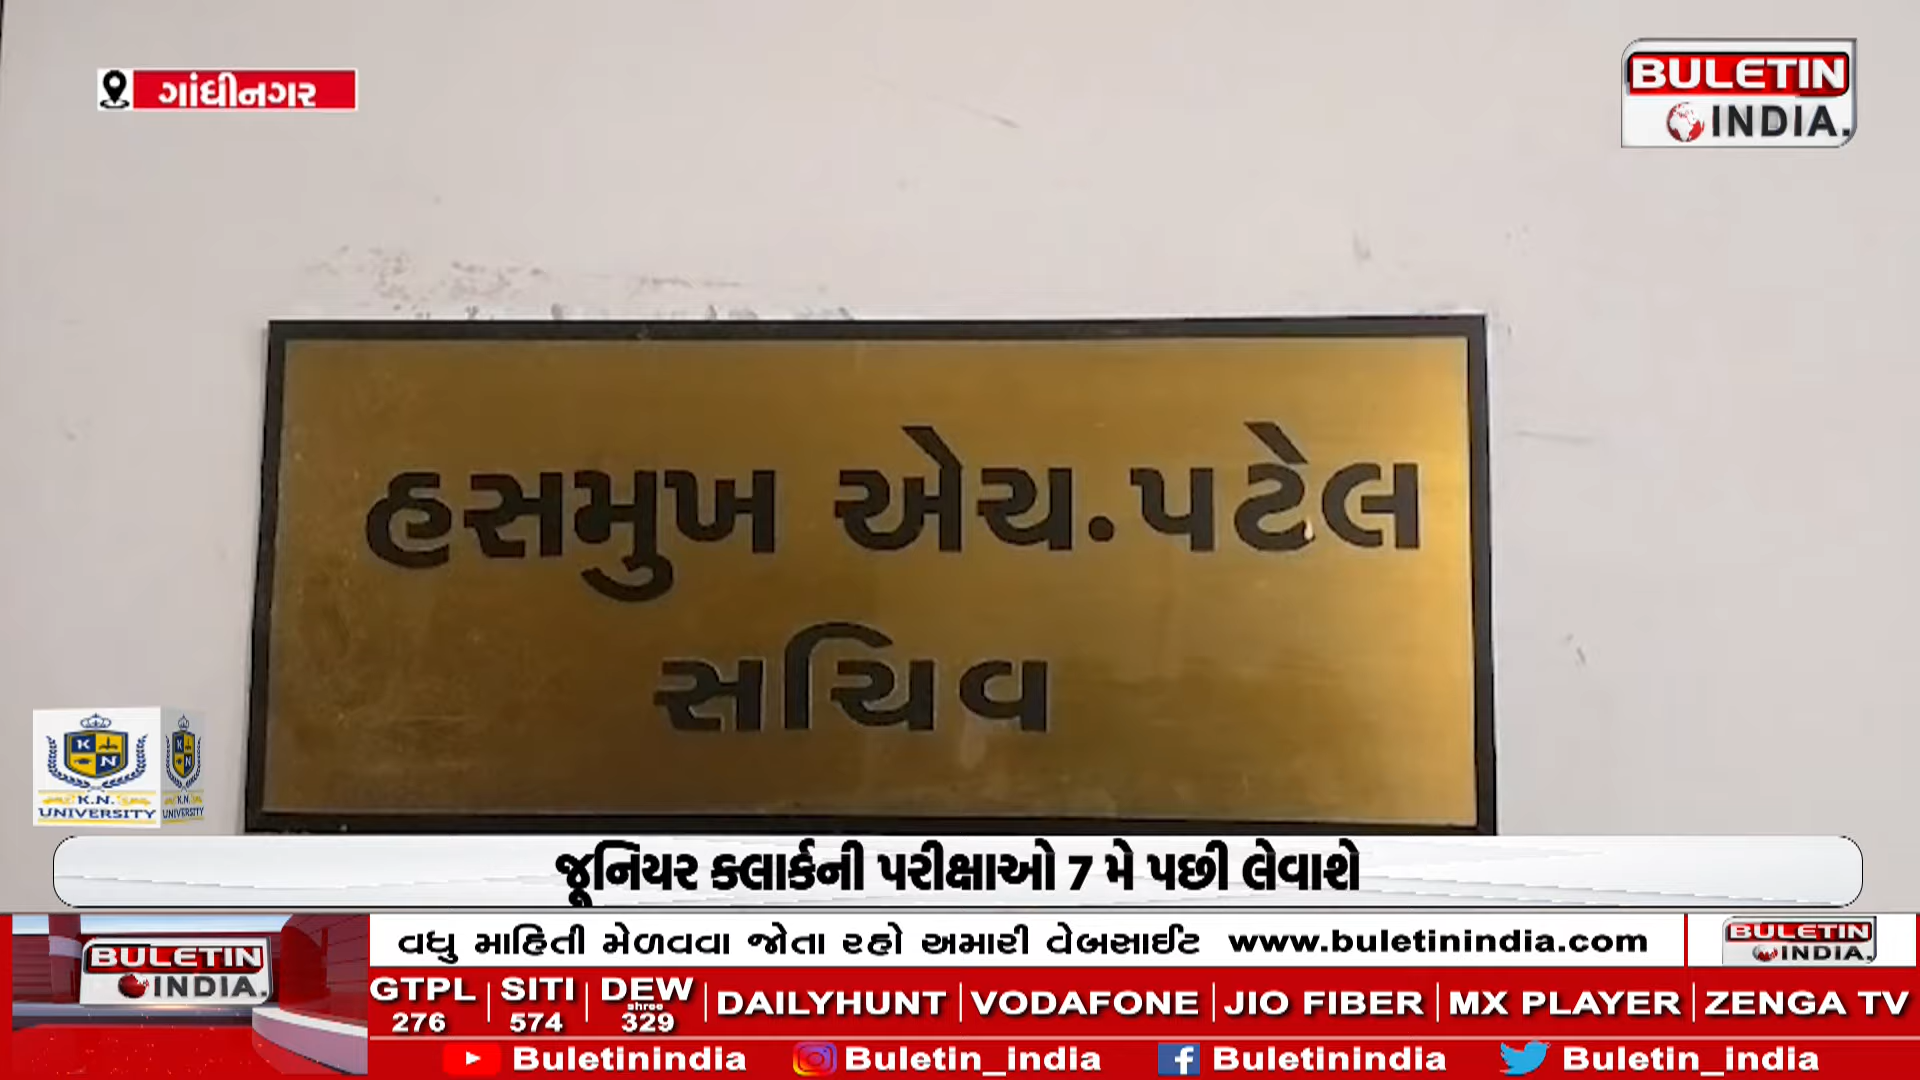 ગાંધીનગર
BULETIN
INDIA.
હસમુખ એચ. પટેલ
સચિવ
K N
K.N.
UNIVERSITY
K N
K.N.
UNIVERSITY
જૂનિયર ક્લાર્કની પરીક્ષાઓ 7 મે પછી લેવાશે
BULETIN
INDIA.
વધુ માહિતી મેળવવા જોતા રહો અમારી વેબસાઈટ www.buletinindia.com
BULETIN
INDIA.
GTPL 276 | SITI 574 | DEW shree 329 | DAILYHUNT | VODAFONE | JIO FIBER | MX PLAYER | ZENGA TV
Buletinindia Buletin_india Buletinindia Buletin_india